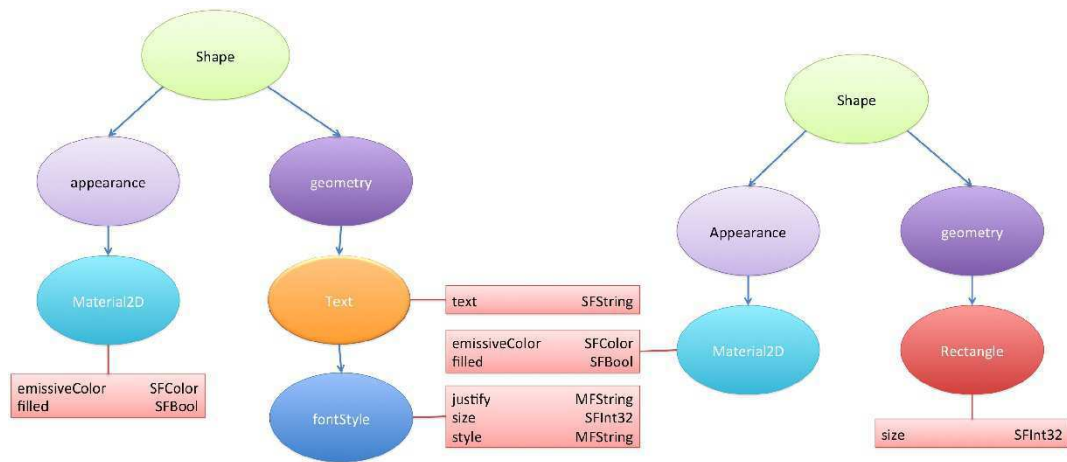 Shape
appearance
geometry
Material2D
emissiveColor SFColor
filled SFBool
Text
text SFString
fontStyle
justify MFString
size SFInt32
style MFString
Shape
Appearance
geometry
Material2D
emissiveColor SFColor
filled SFBool
Rectangle
size SFInt32